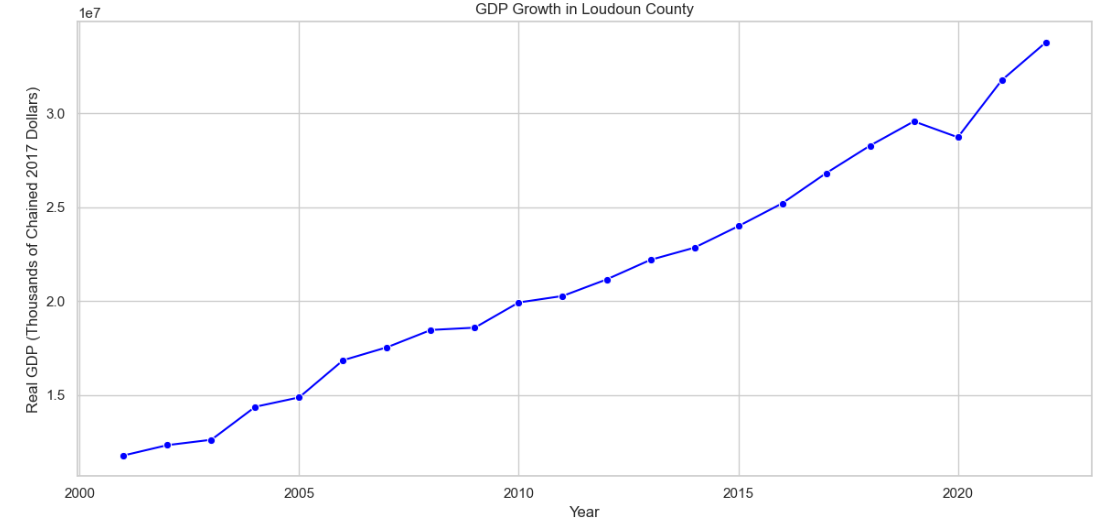 GDP Growth in Loudoun County
1e7
Real GDP (Thousands of Chained 2017 Dollars)
3.0
2.5
2.0
1.5
2000 2005 2010 2015 2020
Year